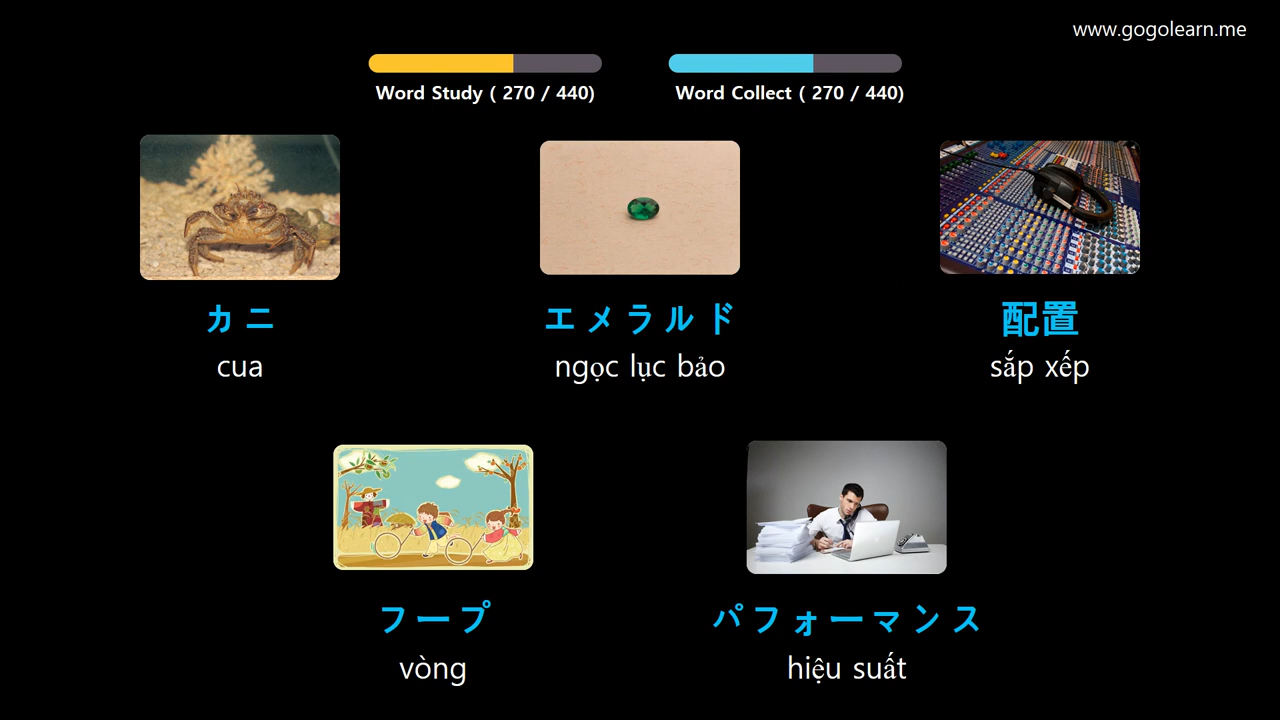 www.gogolearn.me
Word Study ( 270 / 440)
Word Collect ( 270 / 440)
カニ
エメラルド
配置
cua
ngọc lục bảo
sắp xếp
フープ
パフォーマンス
vòng
hiệu suất